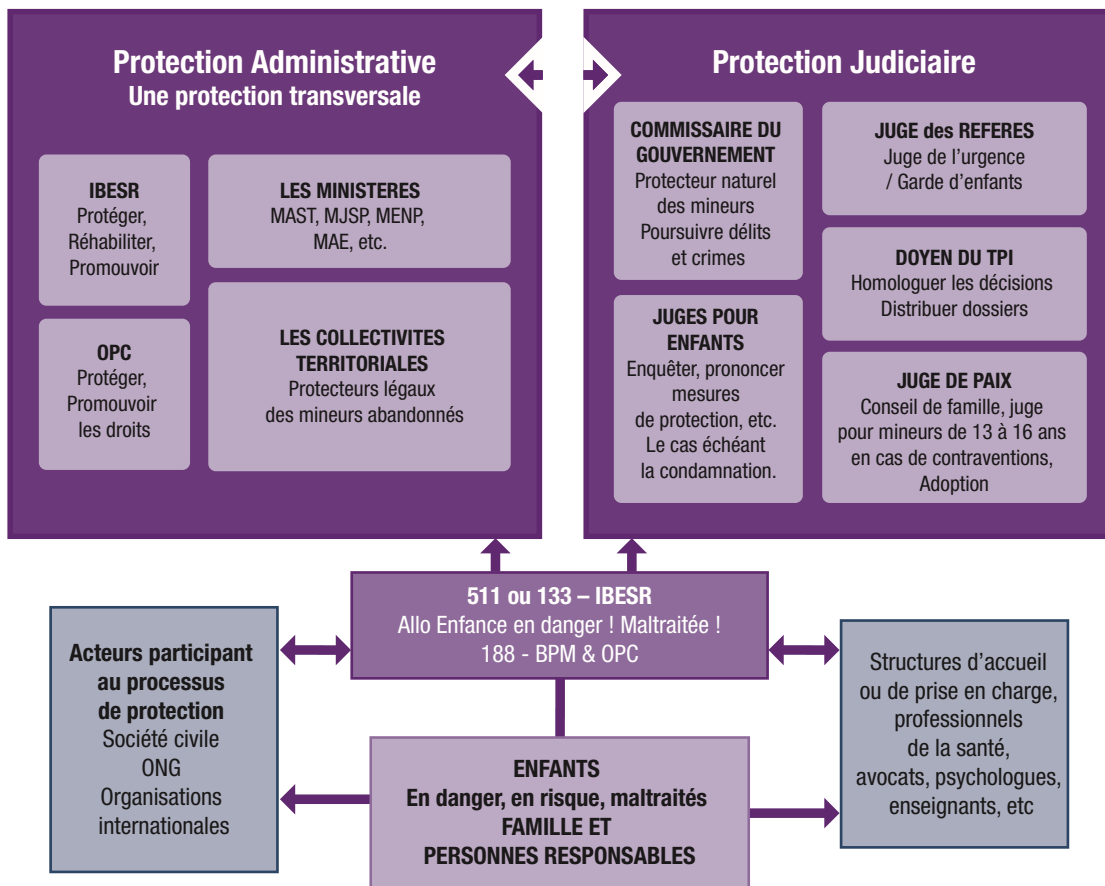 Protection Administrative
Une protection transversale
IBESR
Protéger,
Réhabiliter,
Promouvoir
LES MINISTERES
MAST, MJSP, MENP,
MAE, etc.
OPC
Protéger,
Promouvoir
les droits
LES COLLECTIVITES
TERRITORIALES
Protecteurs légaux
des mineurs abandonnés
Protection Judiciaire
COMMISSAIRE DU
GOUVERNEMENT
Protecteur naturel
des mineurs
Poursuivre délits
et crimes
JUGE des REFERES
Juge de l'urgence
/ Garde d'enfants
DOYEN DU TPI
Homologuer les décisions
Distribuer dossiers
JUGES POUR
ENFANTS
Enquêter, prononcer
mesures
de protection, etc.
Le cas échéant
la condamnation.
JUGE DE PAIX
Conseil de famille, juge
pour mineurs de 13 à 16 ans
en cas de contraventions,
Adoption
511 ou 133 – IBESR
Allo Enfance en danger ! Maltraitée !
188 - BPM & OPC
Acteurs participant
au processus
de protection
Société civile
ONG
Organisations
internationales
Structures d'accueil
ou de prise en charge,
professionnels
de la santé,
avocats, psychologues,
enseignants, etc
ENFANTS
En danger, en risque, maltraités
FAMILLE ET
PERSONNES RESPONSABLES